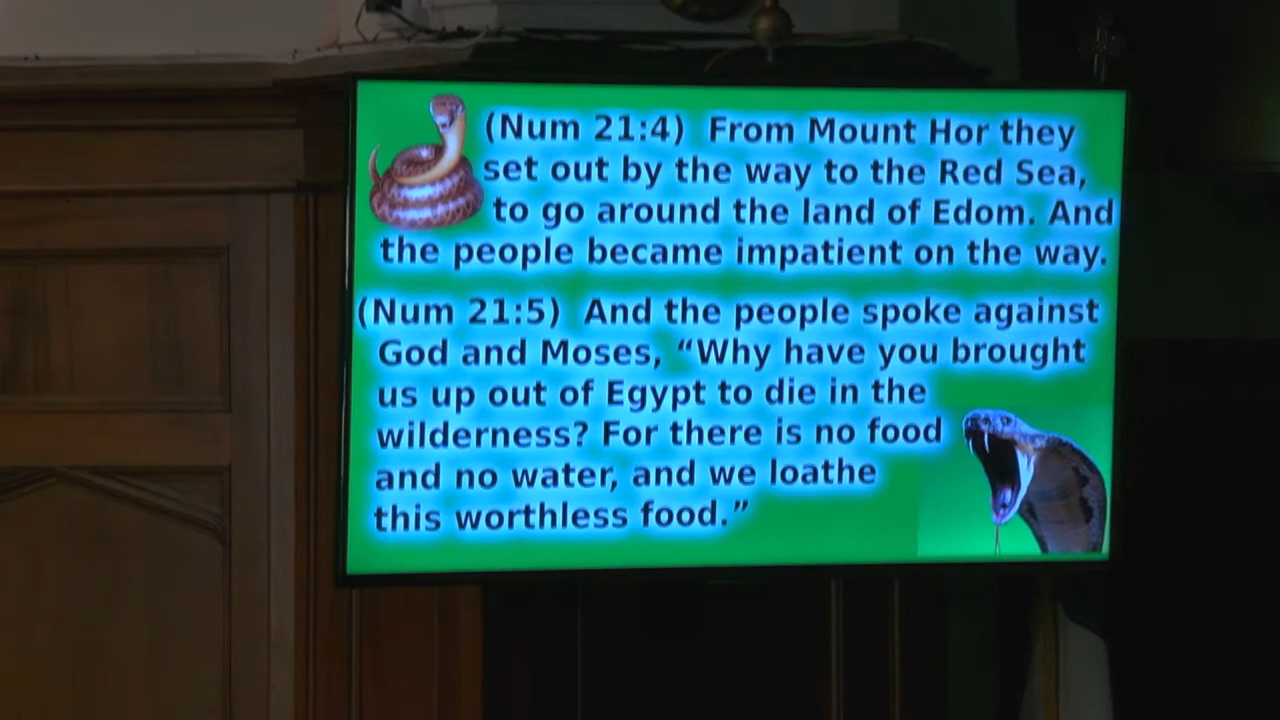 (Num 21:4) From Mount Hor they
set out by the way to the Red Sea,
to go around the land of Edom. And
the people became impatient on the way.
(Num 21:5) And the people spoke against
God and Moses, “Why have you brought
us up out of Egypt to die in the
wilderness? For there is no food
and no water, and we loathe
this worthless food.”